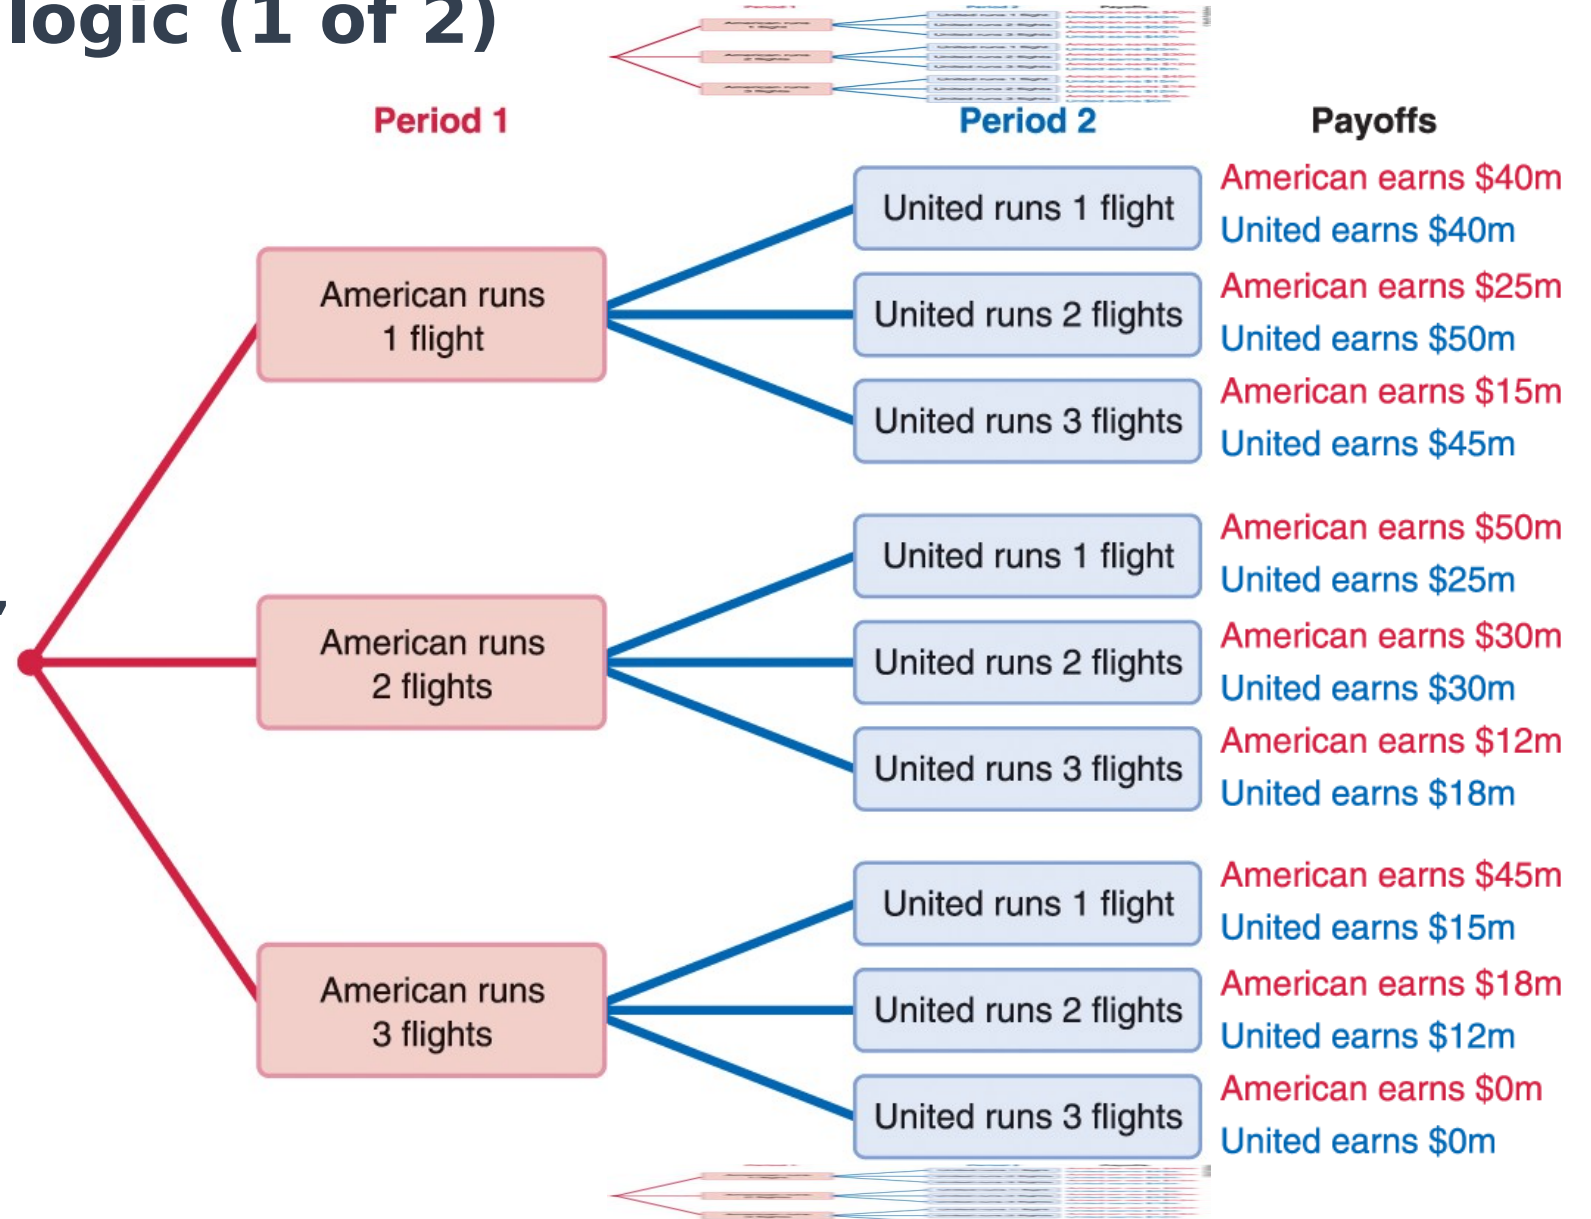 logic (1 of 2)
Period 1
Period 2
Payoffs
American runs
1 flight
United runs 1 flight
American earns $40m
United earns $40m
United runs 2 flights
American earns $25m
United earns $50m
United runs 3 flights
American earns $15m
United earns $45m
American runs
2 flights
United runs 1 flight
American earns $50m
United earns $25m
United runs 2 flights
American earns $30m
United earns $30m
United runs 3 flights
American earns $12m
United earns $18m
American runs
3 flights
United runs 1 flight
American earns $45m
United earns $15m
United runs 2 flights
American earns $18m
United earns $12m
United runs 3 flights
American earns $0m
United earns $0m